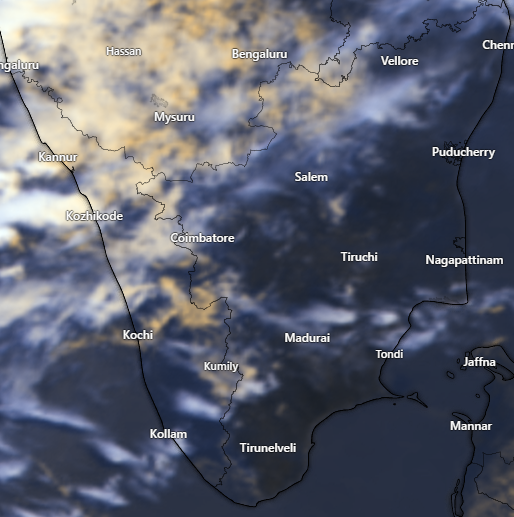 Hassan
Bengaluru
Chenn
Vellore
ngaluru
Mysuru
Kannur
Puducherry
Salem
Kozhikode
Coimbatore
Tiruchi
Nagapattinam
Kochi
Madurai
Tondi
Jaffna
Kumily
Mannar
Kollam
Tirunelveli